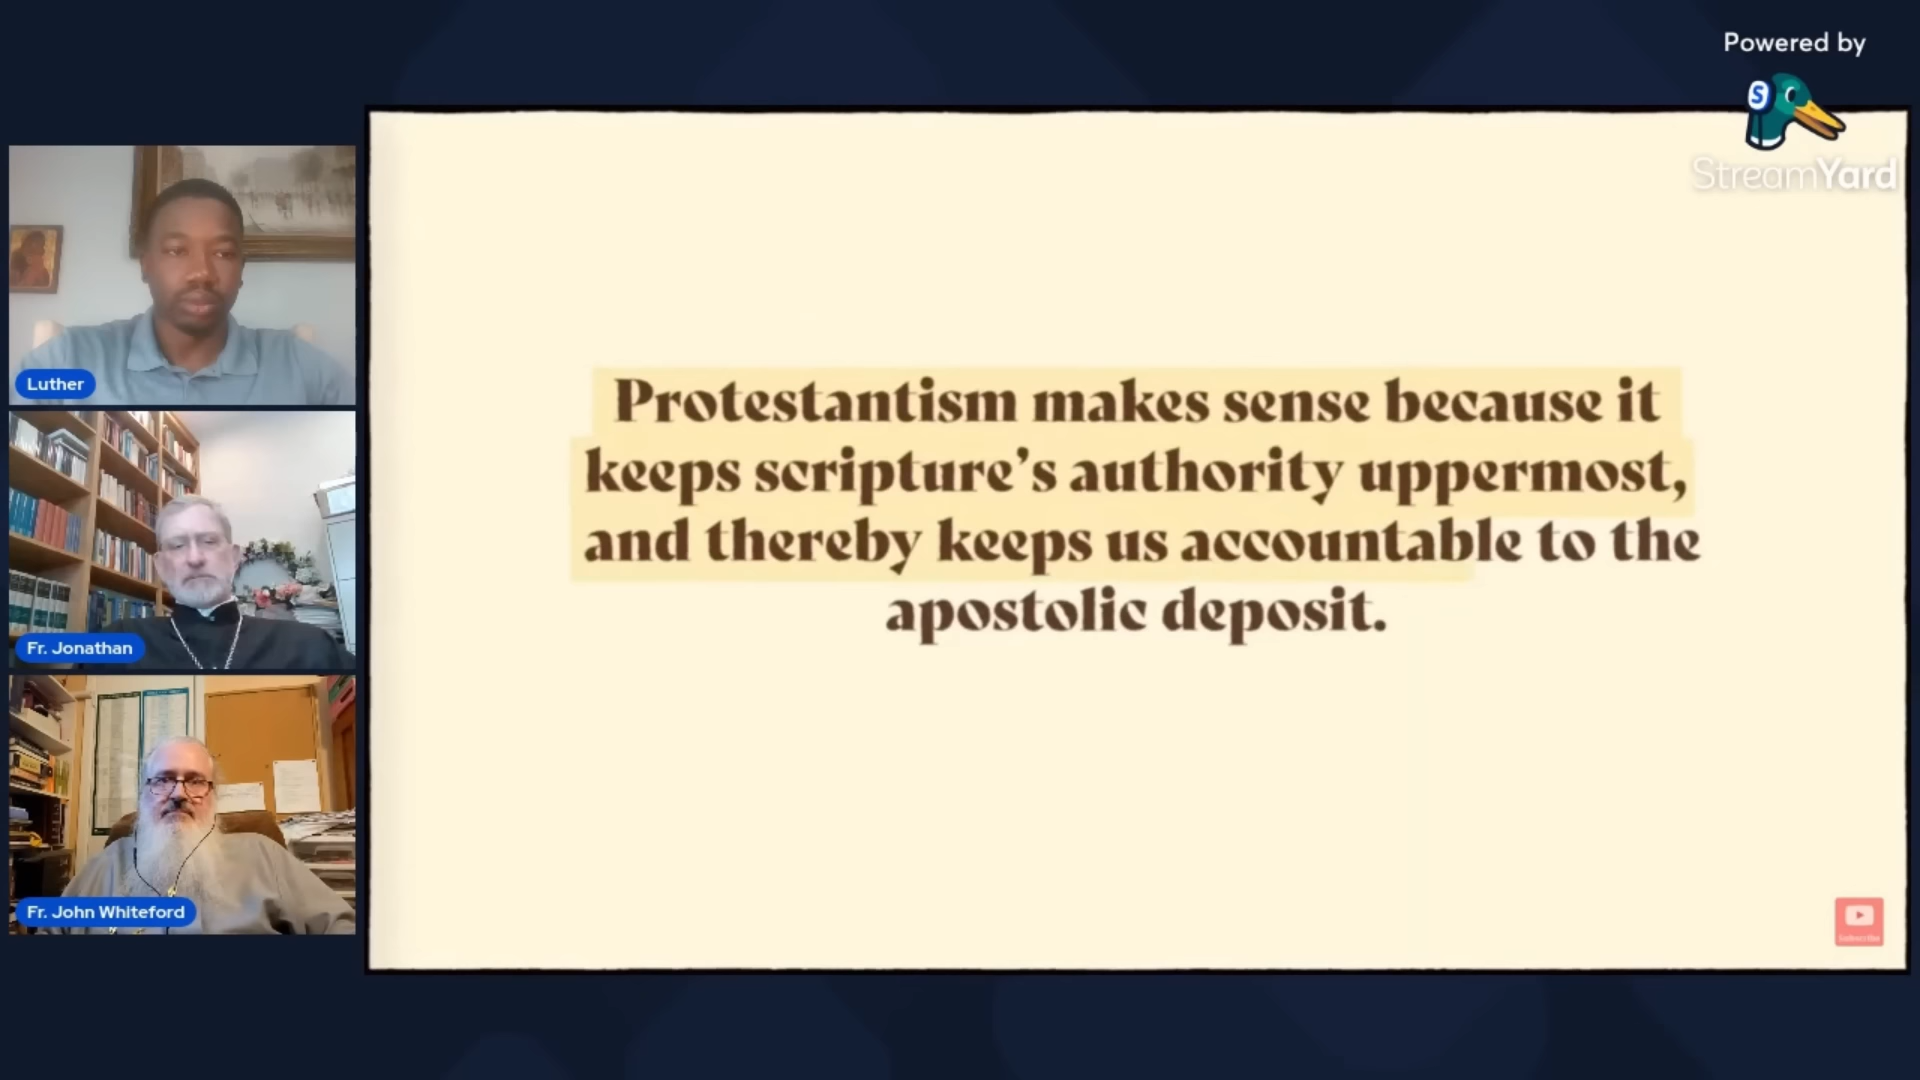 Powered by
StreamYard
Luther
Fr. Jonathan
Fr. John Whiteford
Protestantism makes sense because it
keeps scripture's authority uppermost,
and thereby keeps us accountable to the
apostolic deposit.
Subscribe